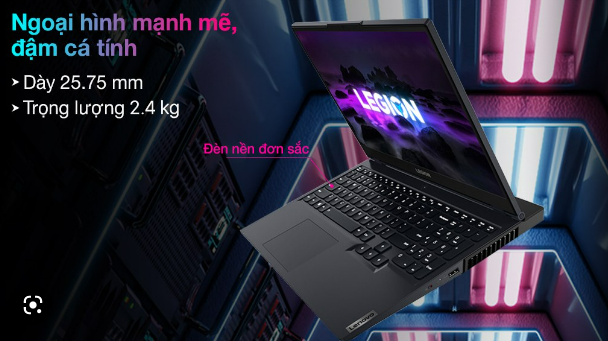 Ngoại hình mạnh mẽ,
đậm cá tính
➢ Dày 25.75 mm
➢ Trọng lượng 2.4 kg
Đèn nền đơn sắc
LEGION
Lenovo